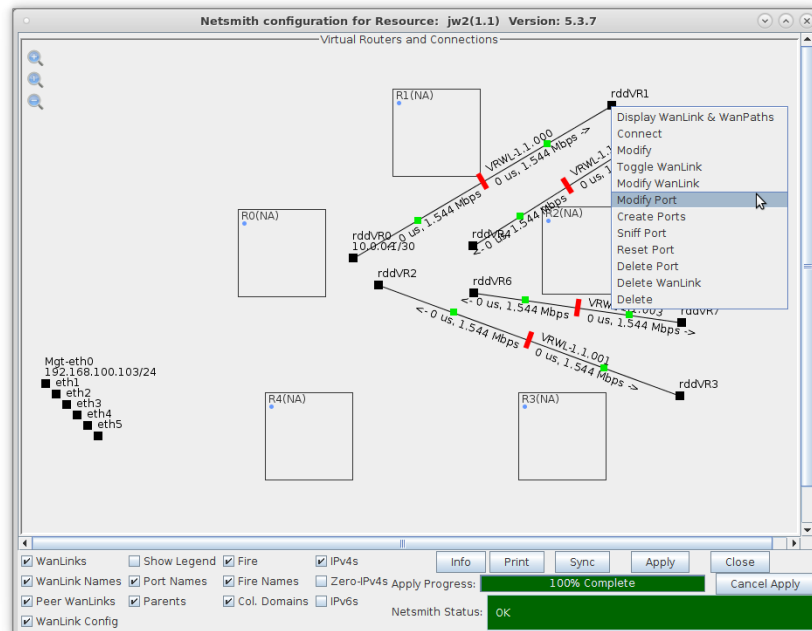 Netsmith configuration for Resource: jw2(1.1) Version: 5.3.7
Virtual Routers and Connections
R1(NA)
rddVR1
VRWL-1.1.000
0 us, 1.544 Mbps ->
<- 0 us, 1.544 Mbps
R0(NA)
rddVR0
10.0.0.1/30
R2(NA)
<- 0 us, 1.544 Mbps
rddVR2
rddVR6
<- 0 us, 1.544 Mbps
0 us, 1.544 Mbps ->
rddVR7
<- 0 us, 1.544 Mbps
VRWL-1.1.001
0 us, 1.544 Mbps ->
rddVR3
Display WanLink & WanPaths
Connect
Modify
Toggle WanLink
Modify WanLink
Modify Port
Create Ports
Sniff Port
Reset Port
Delete Port
Delete WanLink
Delete
Mgt-eth0
192.168.100.103/24
eth1
eth2
eth3
eth4
eth5
R4(NA)
R3(NA)
WanLinks Show Legend Fire IPv4s Info Print Sync Apply Close
WanLink Names Port Names Fire Names Zero-IPv4s Apply Progress: 100% Complete Cancel Apply
Peer WanLinks Parents Col. Domains IPv6s
Netsmith Status: OK
WanLink Config